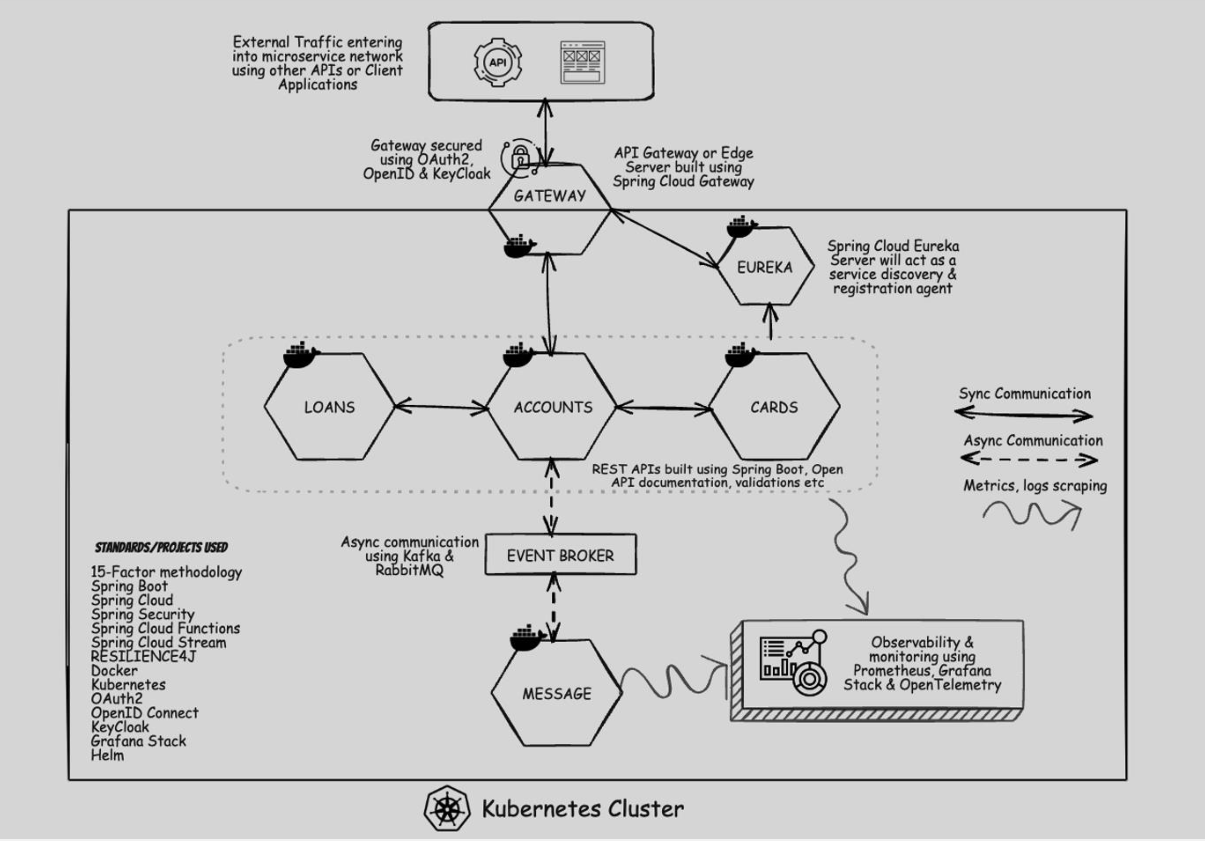 External Traffic entering
into microservice network
using other APIs or Client
Applications
API
Gateway secured
using OAuth2,
OpenID & KeyCloak
API Gateway or Edge
Server built using
Spring Cloud Gateway
GATEWAY
EUREKA
Spring Cloud Eureka
Server will act as a
service discovery &
registration agent
LOANS
ACCOUNTS
CARDS
REST APIs built using Spring Boot, Open
API documentation, validations etc
Sync Communication
Async Communication
Metrics, logs scraping
Async communication
using Kafka &
RabbitMQ
EVENT BROKER
MESSAGE
Observability &
monitoring using
Prometheus, Grafana
Stack & OpenTelemetry
STANDARDS/PROJECTS USED
15-Factor methodology
Spring Boot
Spring Cloud
Spring Security
Spring Cloud Functions
Spring Cloud Stream
RESILIENCE4J
Docker
Kubernetes
OAuth2
OpenID Connect
KeyCloak
Grafana Stack
Helm
Kubernetes Cluster